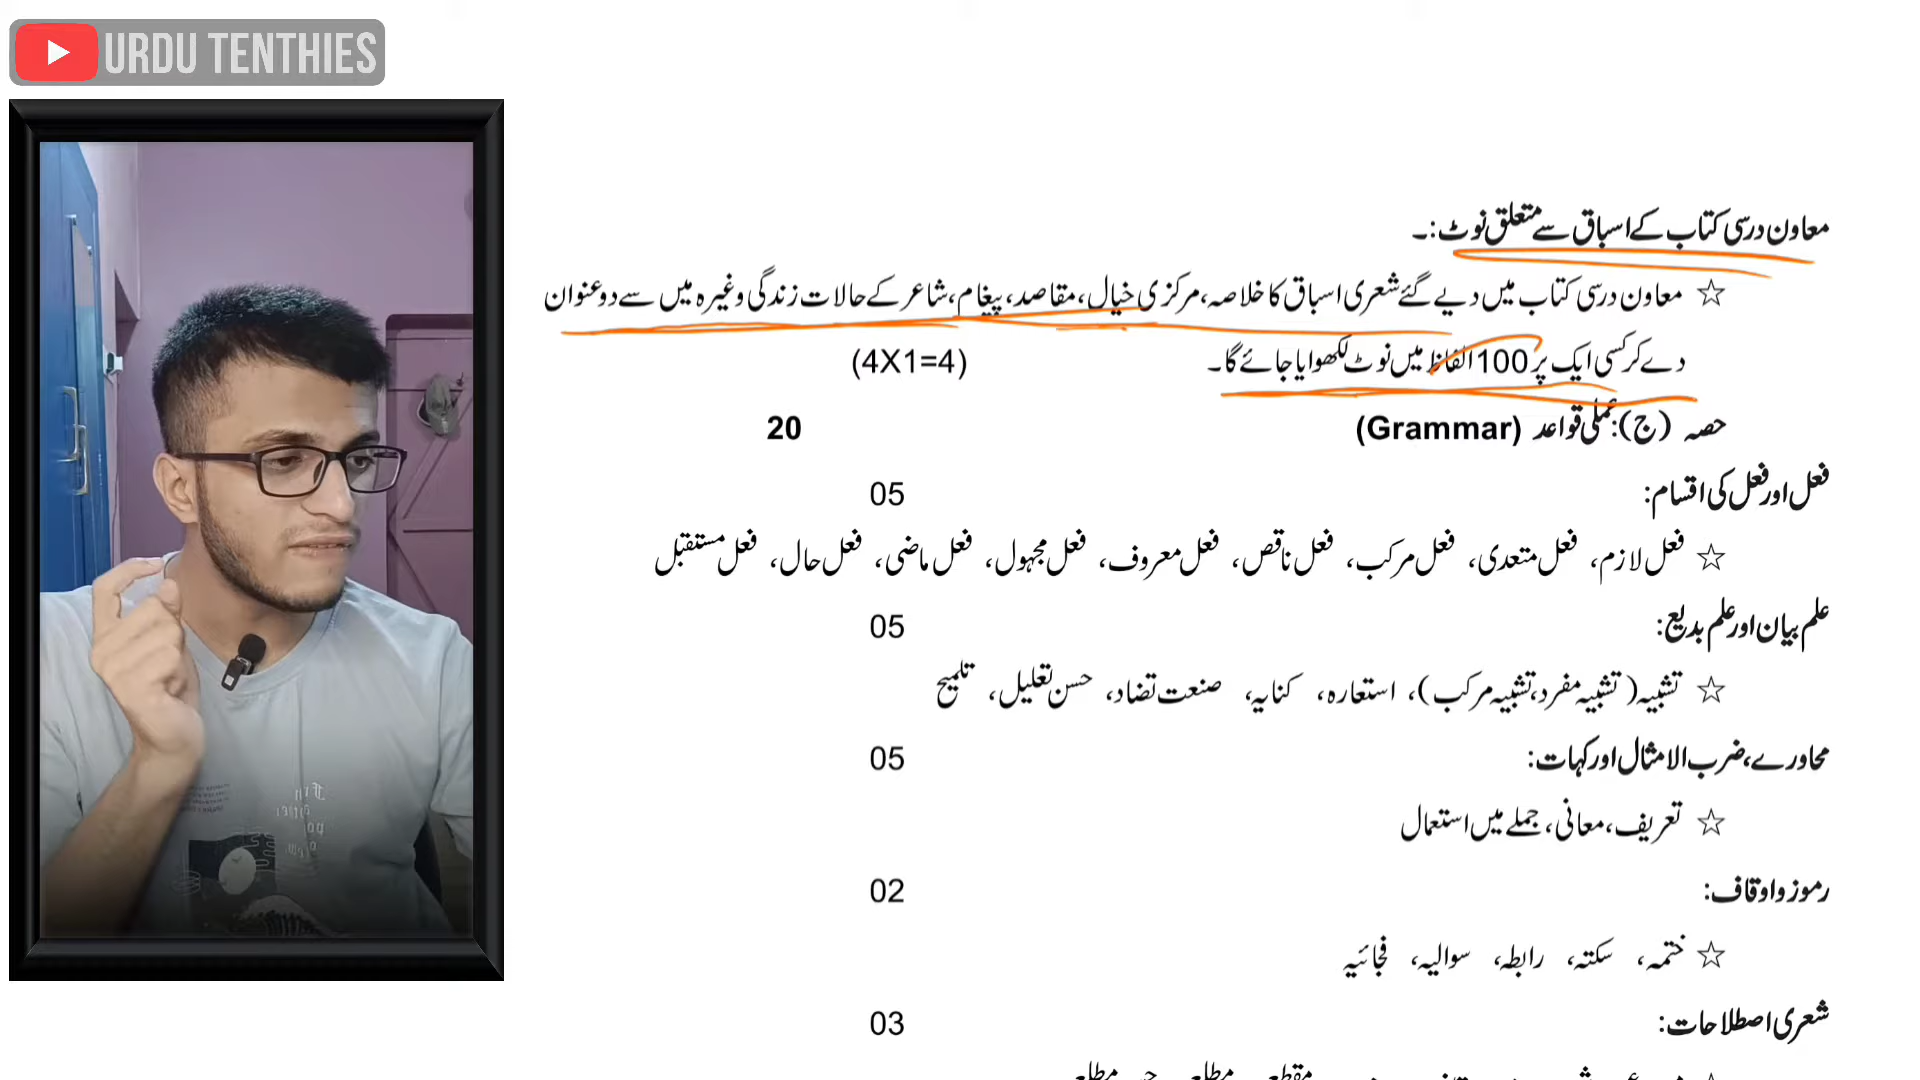 URDU TENTHIES
معاون درسی کتاب کے اسباق سے متعلق نوٹ:۔
☆ معاون درسی کتاب میں دیے گئے شعری اسباق کا خلاصہ، مرکزی خیال، مقاصد، پیغام، شاعر کے حالات زندگی وغیرہ میں سے دو عنوان
دے کر کسی ایک پر 100 الفاظ میں نوٹ لکھوایا جائے گا۔ (4X1=4)
حصہ (ج): عملی قواعد (Grammar) 20
فعل اور فعل کی اقسام: 05
☆ فعل لازم، فعل متعدی، فعل مرکب، فعل ناقص، فعل معروف، فعل مجہول، فعل ماضی، فعل حال، فعل مستقبل
علم بیان اور علم بدیع: 05
☆ تشبیہ (تشبیہ مفرد، تشبیہ مرکب)، استعارہ، کنایہ، صنعت تضاد، حسن تعلیل، تلمیح
محاورے، ضرب الامثال اور کہات: 05
☆ تعریف، معانی، جملے میں استعمال
رموز و اوقاف: 02
☆ ختمہ، سکتہ، رابطہ، سوالیہ، فجائیہ
شعری اصطلاحات: 03